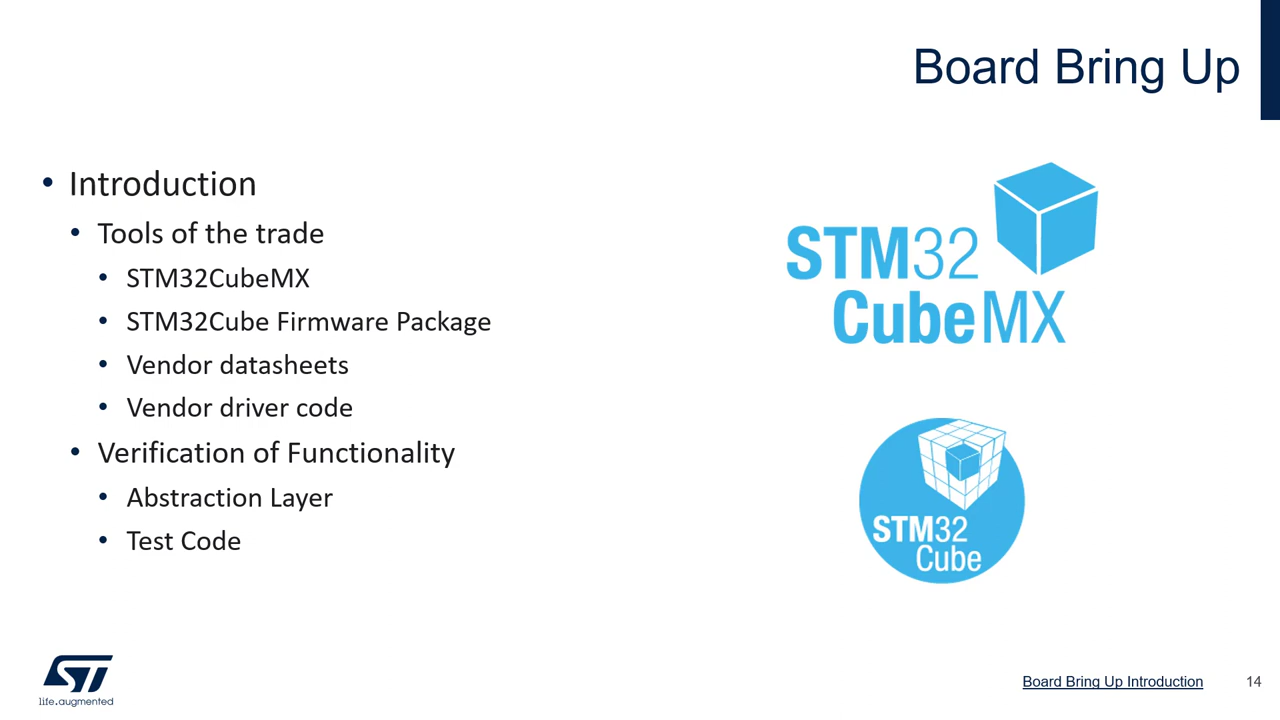 Board Bring Up
• Introduction
• Tools of the trade
• STM32CubeMX
• STM32Cube Firmware Package
• Vendor datasheets
• Vendor driver code
• Verification of Functionality
• Abstraction Layer
• Test Code
STM32
CubeMX
STM32
Cube
ST
life.augmented
Board Bring Up Introduction
14